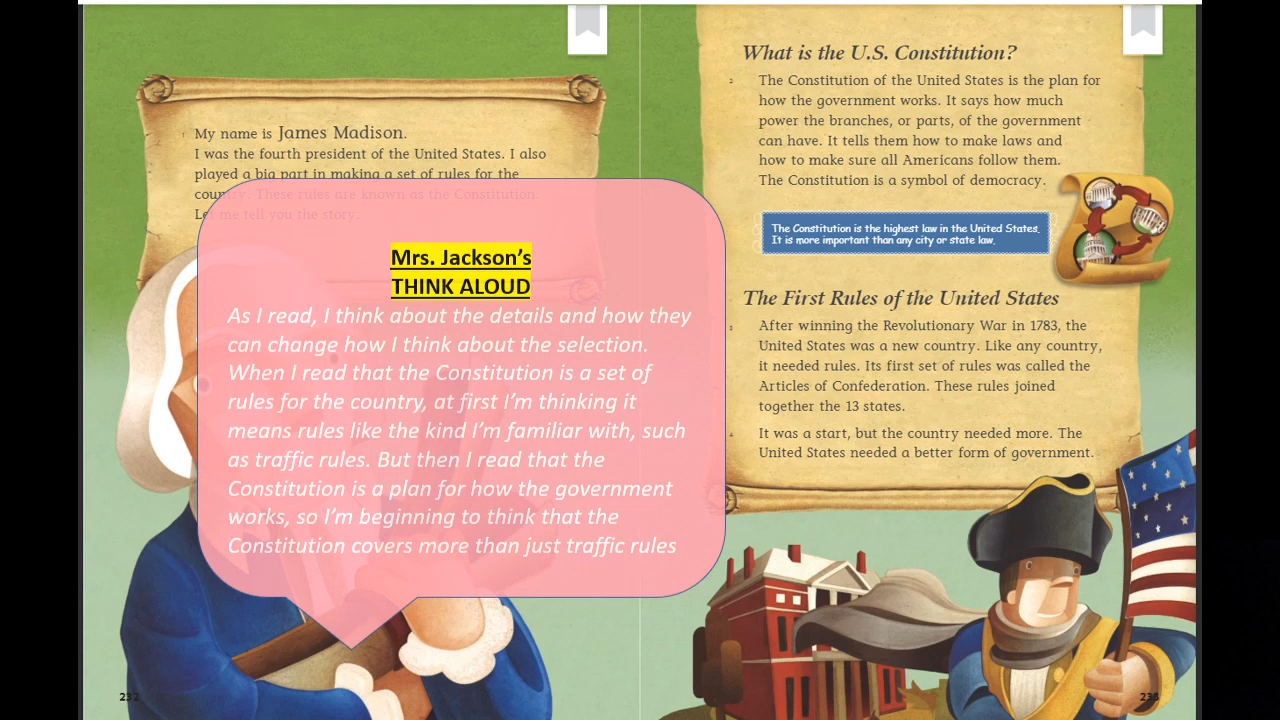 1 My name is James Madison.
I was the fourth president of the United States. I also
played a big part in making a set of rules for the
country. These rules are known as the Constitution.
Let me tell you the story.
Mrs. Jackson's
THINK ALOUD
As I read, I think about the details and how they
can change how I think about the selection.
When I read that the Constitution is a set of
rules for the country, at first I'm thinking it
means rules like the kind I'm familiar with, such
as traffic rules. But then I read that the
Constitution is a plan for how the government
works, so I'm beginning to think that the
Constitution covers more than just traffic rules
232
What is the U.S. Constitution?
2 The Constitution of the United States is the plan for
how the government works. It says how much
power the branches, or parts, of the government
can have. It tells them how to make laws and
how to make sure all Americans follow them.
The Constitution is a symbol of democracy.
The Constitution is the highest law in the United States.
It is more important than any city or state law.
The First Rules of the United States
3 After winning the Revolutionary War in 1783, the
United States was a new country. Like any country,
it needed rules. Its first set of rules was called the
Articles of Confederation. These rules joined
together the 13 states.
4 It was a start, but the country needed more. The
United States needed a better form of government.
233